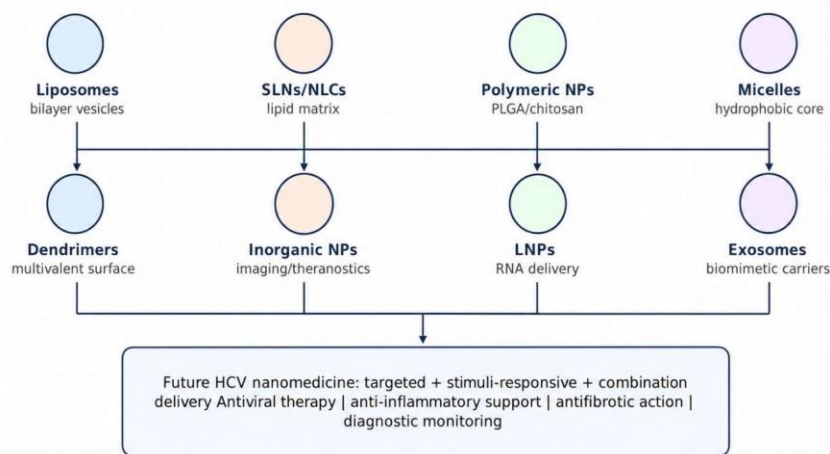 Liposomes
bilayer vesicles
SLNs/NLCs
lipid matrix
Polymeric NPs
PLGA/chitosan
Micelles
hydrophobic core
Dendrimers
multivalent surface
Inorganic NPs
imaging/theranostics
LNPs
RNA delivery
Exosomes
biomimetic carriers
Future HCV nanomedicine: targeted + stimuli-responsive + combination
delivery Antiviral therapy | anti-inflammatory support | antifibrotic action |
diagnostic monitoring